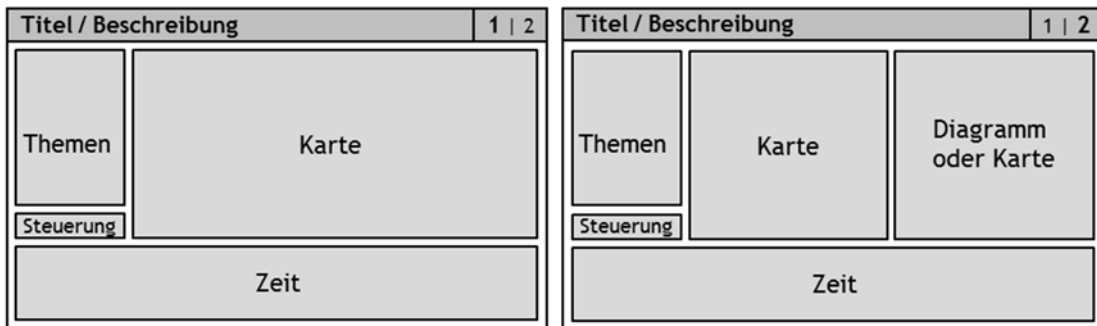 Titel / Beschreibung
1 | 2
Themen
Karte
Steuerung
Zeit
Titel / Beschreibung
1 | 2
Themen
Karte
Diagramm
oder Karte
Steuerung
Zeit